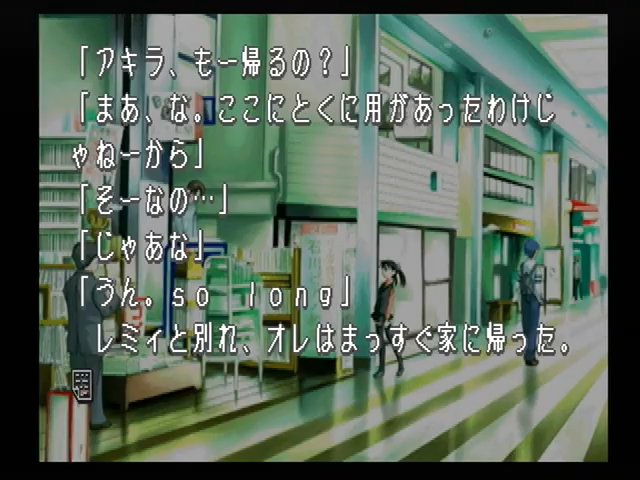 「アキラ、もー帰るの？」
「まあ、な。ここにとくに用があったわけじ
ゃねーから」
「そーなの…」
「じゃあな」
「うん。ｓｏ　ｌｏｎｇ」
　レミィと別れ、オレはまっすぐ家に帰った。